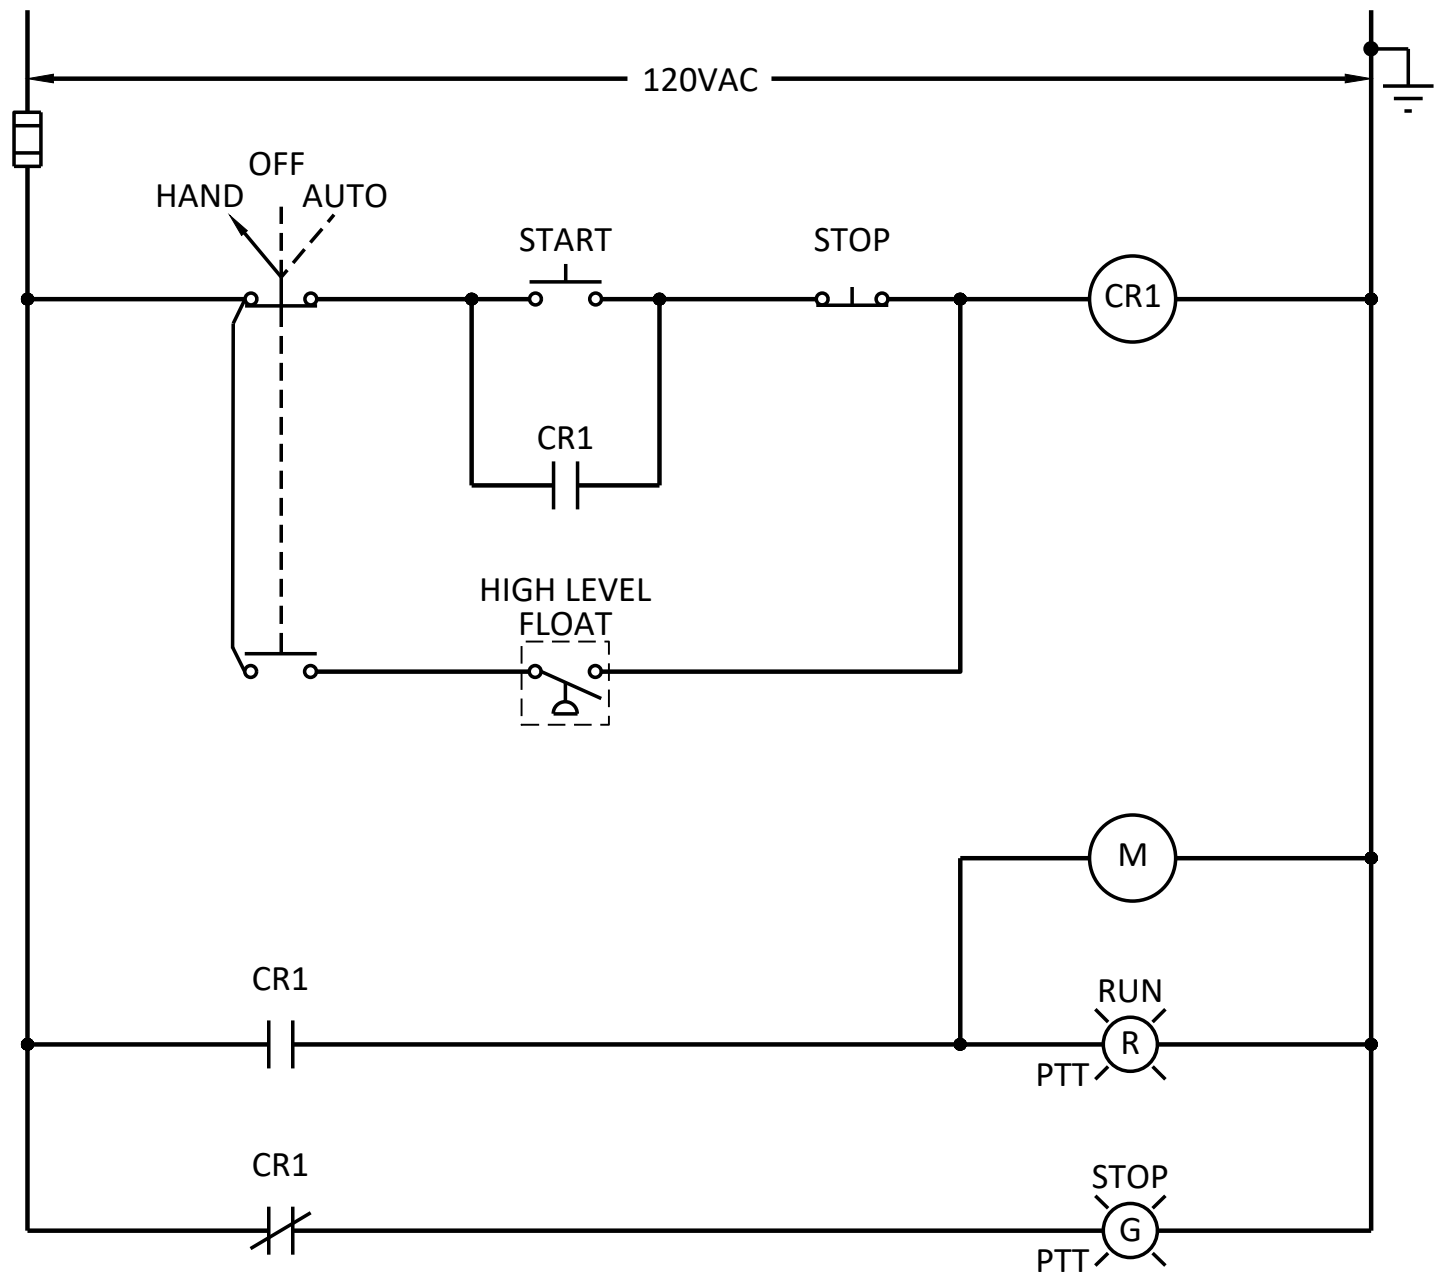 120VAC
OFF
HAND
AUTO
START
STOP
CR1
CR1
HIGH LEVEL
FLOAT
M
CR1
RUN
R
PTT
CR1
STOP
G
PTT